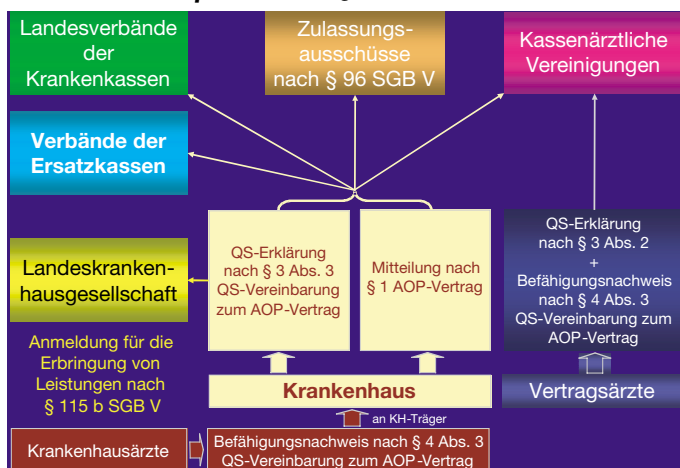 Landesverbände
der
Krankenkassen
Zulassungs-
ausschüsse
nach § 96 SGB V
Kassenärztliche
Vereinigungen
Verbände der
Ersatzkassen
Landeskranken-
hausgesellschaft
QS-Erklärung
nach § 3 Abs. 3
QS-Vereinbarung
zum AOP-Vertrag
Mitteilung nach
§ 1 AOP-Vertrag
QS-Erklärung
nach § 3 Abs. 2
+
Befähigungsnachweis
nach § 4 Abs. 3
QS-Vereinbarung zum
AOP-Vertrag
Anmeldung für die
Erbringung von
Leistungen nach
§ 115 b SGB V
Krankenhaus
Vertragsärzte
an KH-Träger
Krankenhausärzte
Befähigungsnachweis nach § 4 Abs. 3
QS-Vereinbarung zum AOP-Vertrag